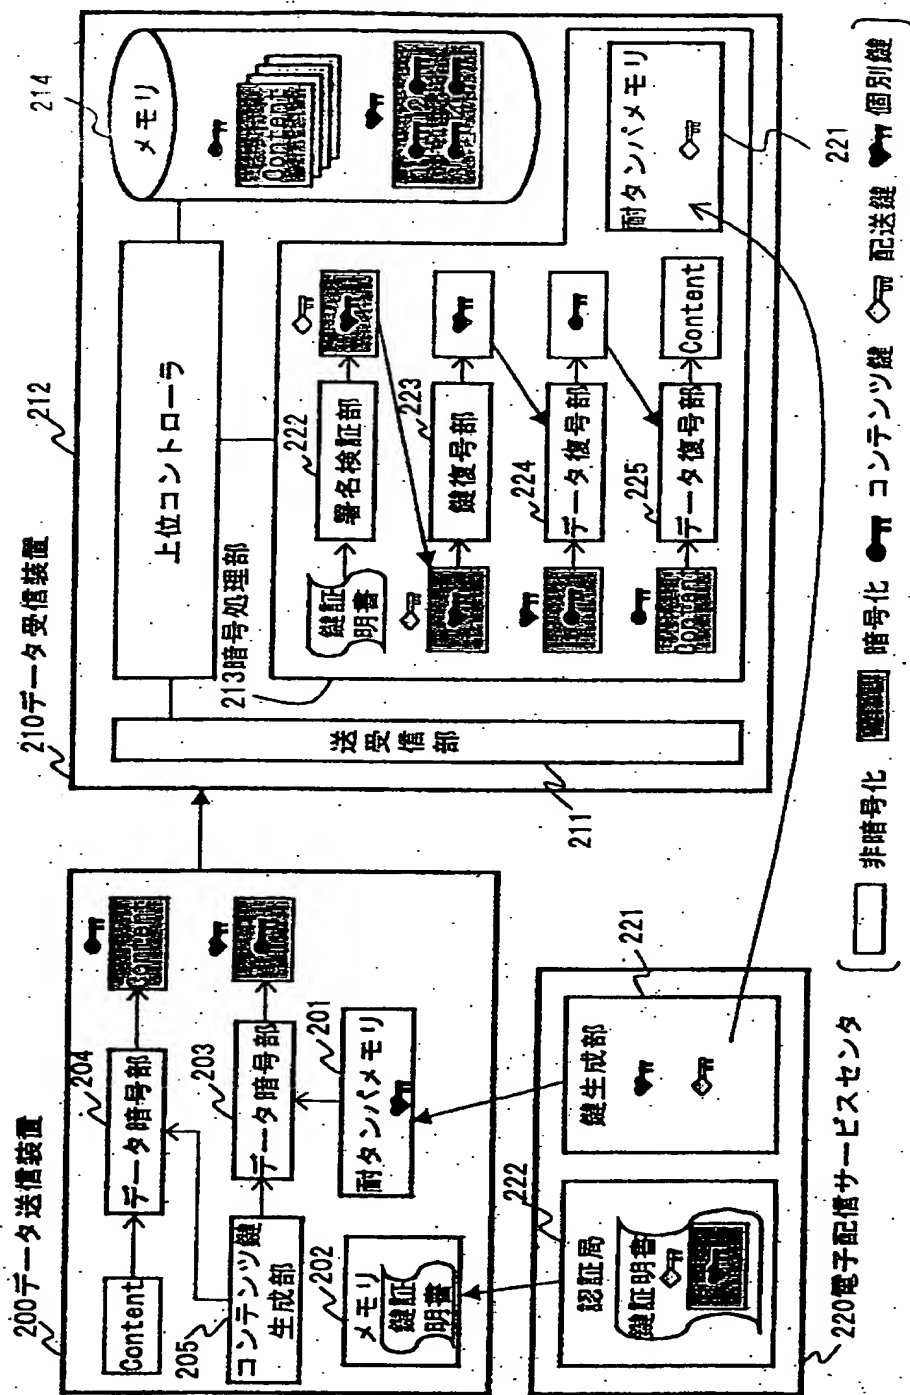 200データ送信装置
Content
204
データ暗号部
Content
205
コンテンツ鍵
生成部
203
データ暗号部
202
メモリ
鍵証
明書
201
耐タンパメモリ
210データ受信装置
212
上位コントローラ
214
メモリ
Content
送受信部
211
213暗号処理部
鍵証
明書
222
署名検証部
223
鍵復号部
224
データ復号部
225
データ復号部
Content
Content
耐タンパメモリ
221
220電子配信サービスセンタ
222
認証局
鍵証明書
221
鍵生成部
非暗号化
暗号化
コンテンツ鍵
配送鍵
個別鍵